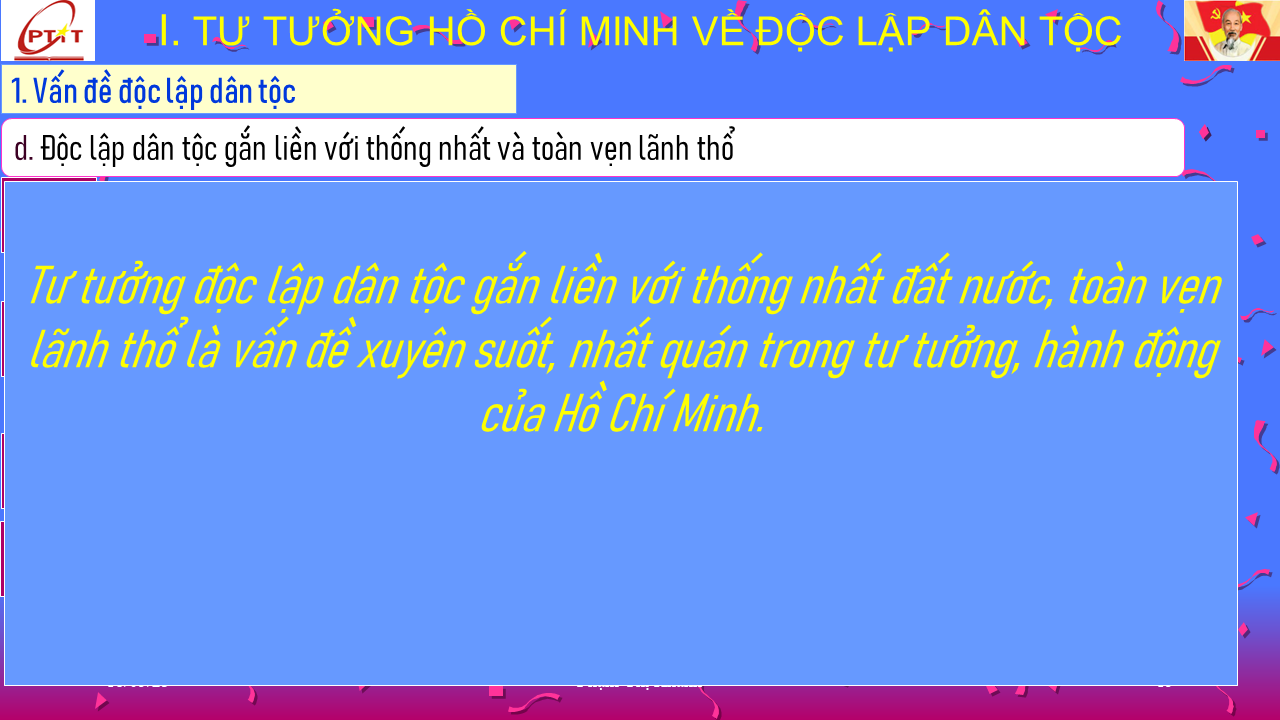 PTIT
I. TƯ TƯỞNG HỒ CHÍ MINH VỀ ĐỘC LẬP DÂN TỘC
1. Vấn đề độc lập dân tộc
d. Độc lập dân tộc gắn liền với thống nhất và toàn vẹn lãnh thổ
Tư tưởng độc lập dân tộc gắn liền với thống nhất đất nước, toàn vẹn
lãnh thổ là vấn đề xuyên suốt, nhất quán trong tư tưởng, hành động
của Hồ Chí Minh.